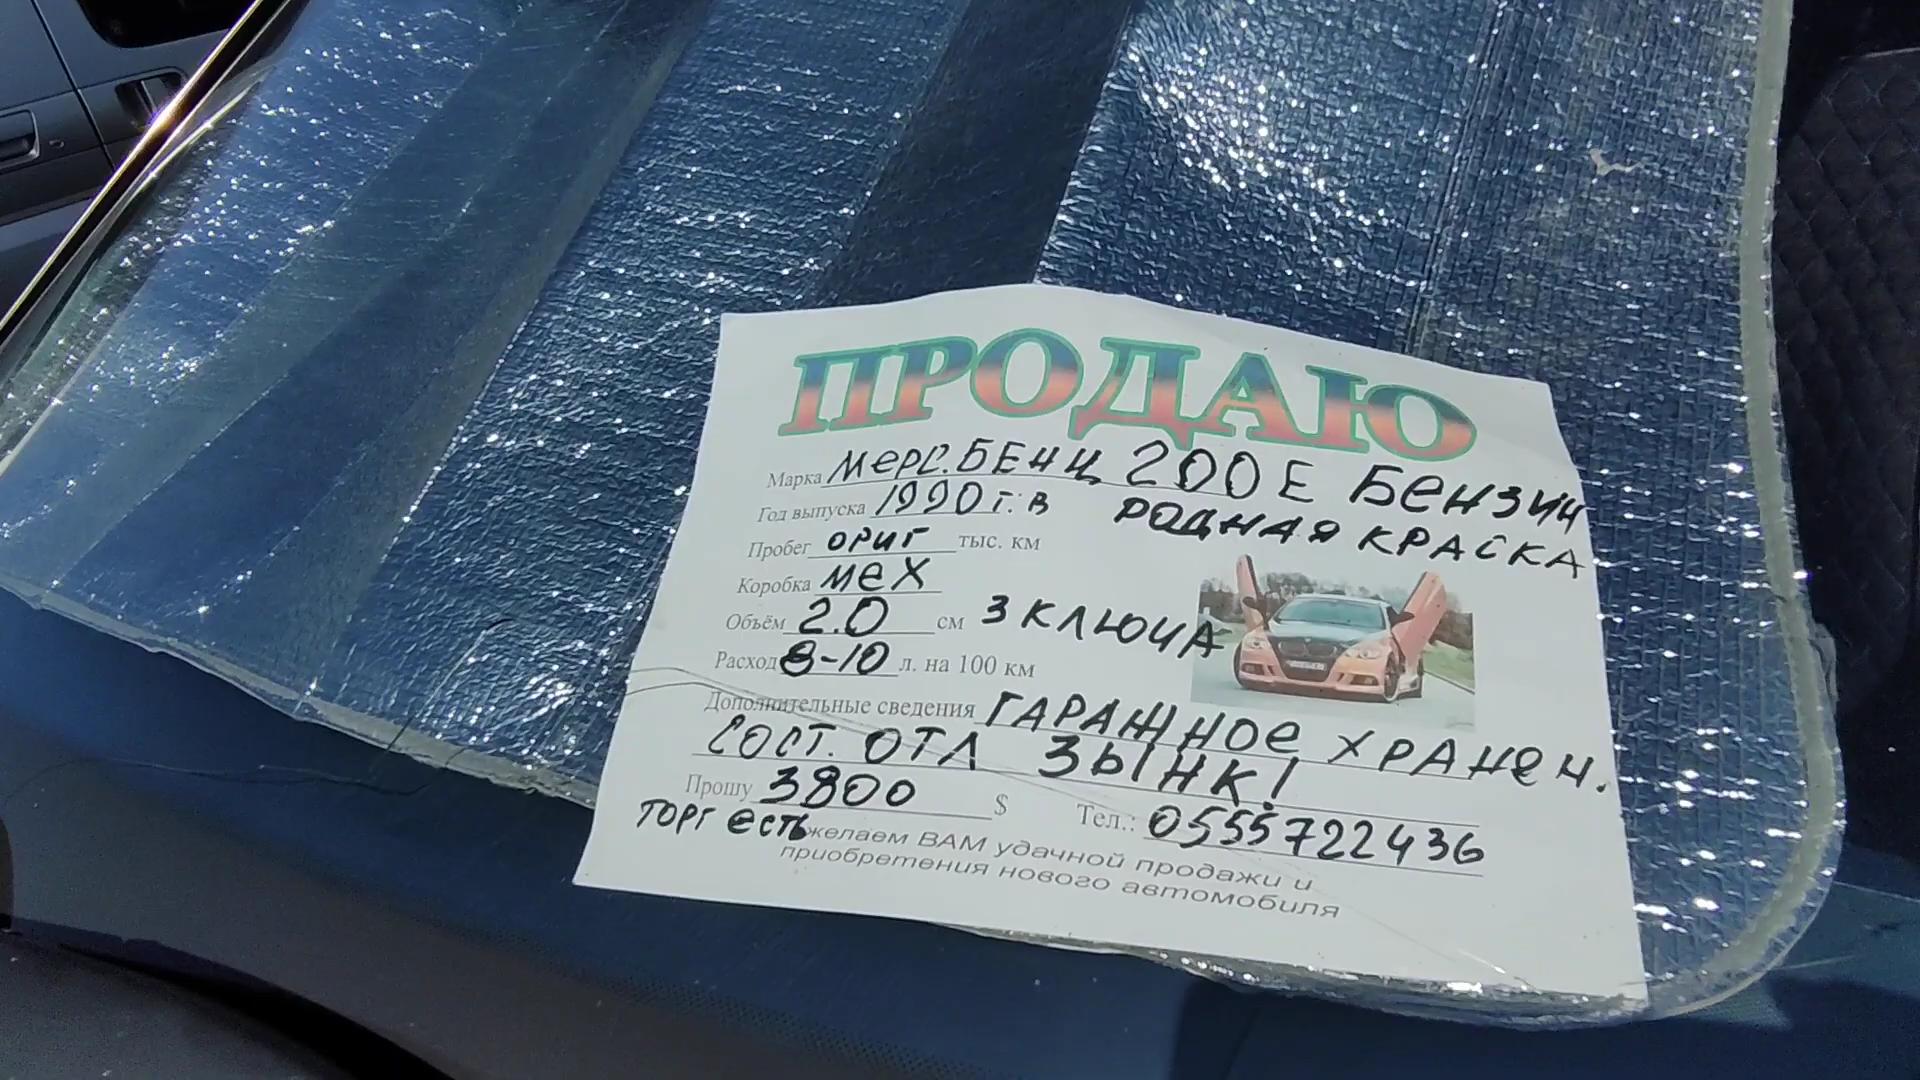 ПРОДАЮ
Марка МЕРС.БЕНЦ 200Е БЕНЗИН
Год выпуска 1990 г.в РОДНАЯ КРАСКА
Пробег ориг тыс. км
Коробка мех
Объём 2.0 см 3 КЛЮЧА
Расход 8-10 л. на 100 км
Дополнительные сведения ГАРАЖНОЕ ХРАНЕН.
СОСТ. ОТЛ ЗЫНК!
Прошу 3800 $ Тел.: 0555722436
ТОРГ есть желаем ВАМ удачной продажи и
приобретения нового автомобиля